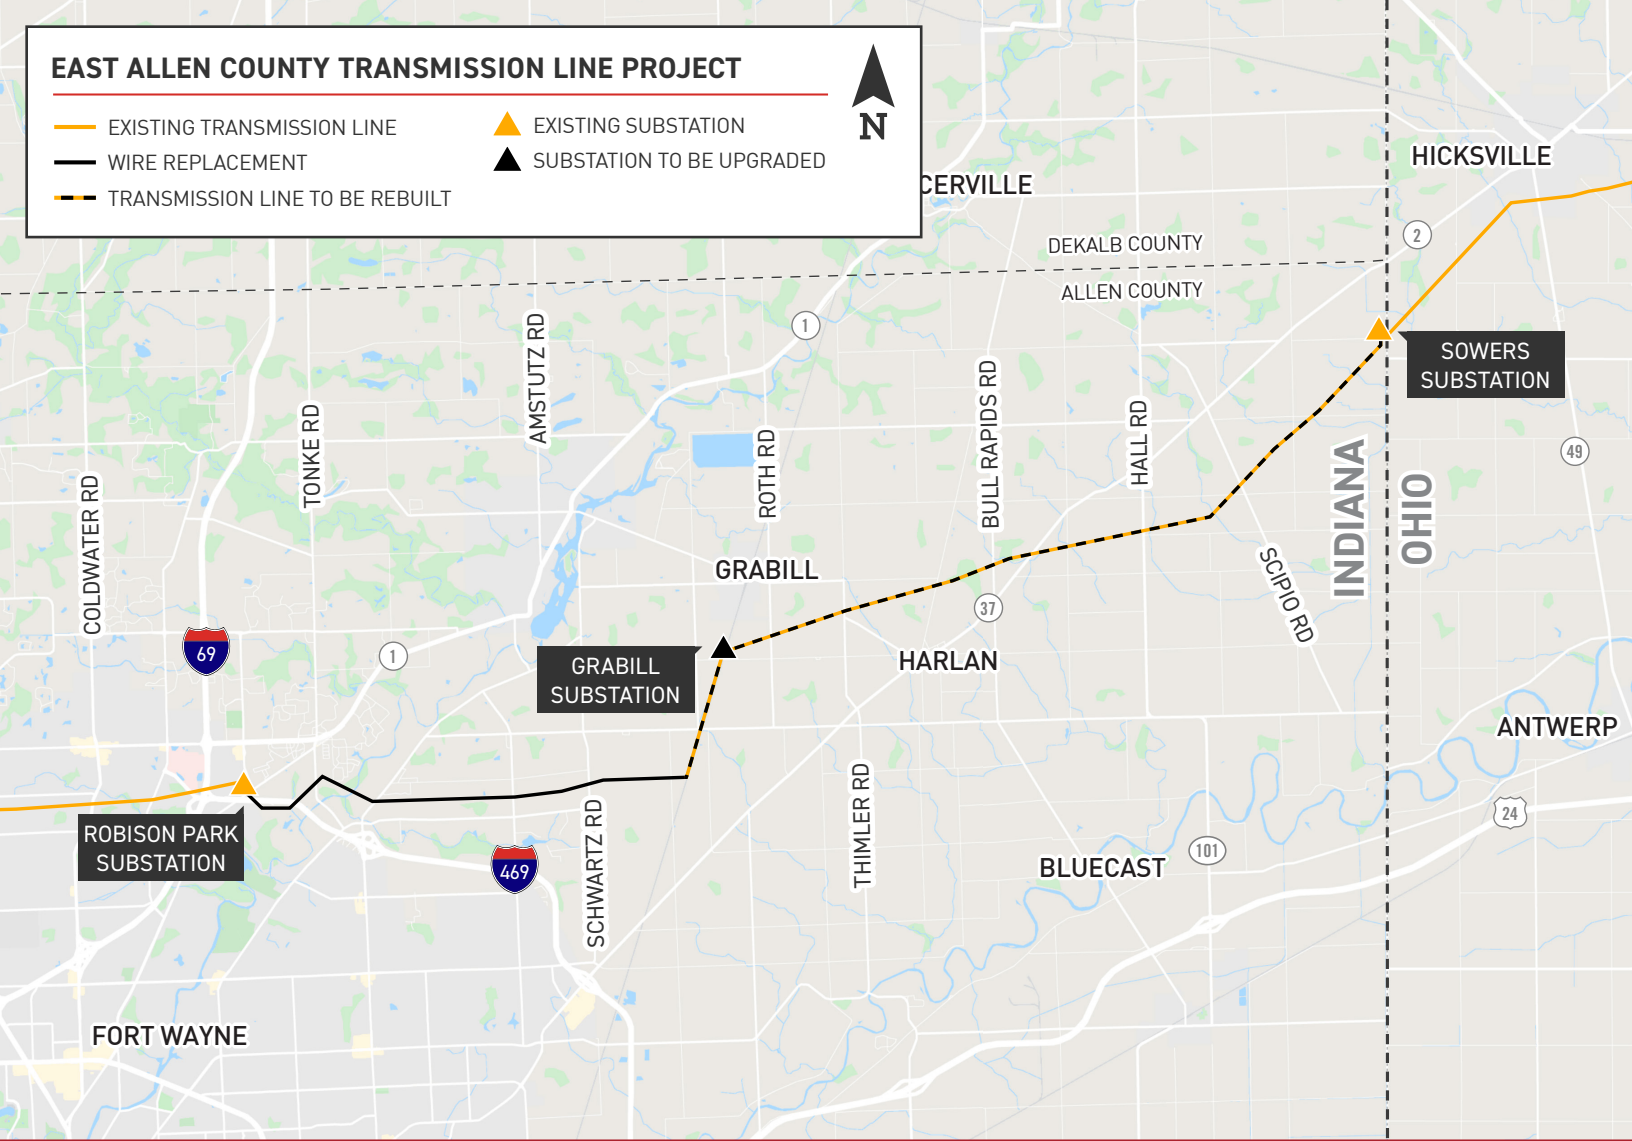 EAST ALLEN COUNTY TRANSMISSION LINE PROJECT
EXISTING TRANSMISSION LINE
WIRE REPLACEMENT
TRANSMISSION LINE TO BE REBUILT
EXISTING SUBSTATION
SUBSTATION TO BE UPGRADED
N
CERVILLE
HICKSVILLE
2
DEKALB COUNTY
ALLEN COUNTY
1
SOWERS
SUBSTATION
AMSTUTZ RD
TONKE RD
COLDWATER RD
ROTH RD
BULL RAPIDS RD
HALL RD
49
INDIANA
OHIO
SCIPIO RD
GRABILL
37
HARLAN
69
1
GRABILL
SUBSTATION
ANTWERP
ROBISON PARK
SUBSTATION
SCHWARTZ RD
THIMLER RD
24
101
BLUECAST
469
FORT WAYNE